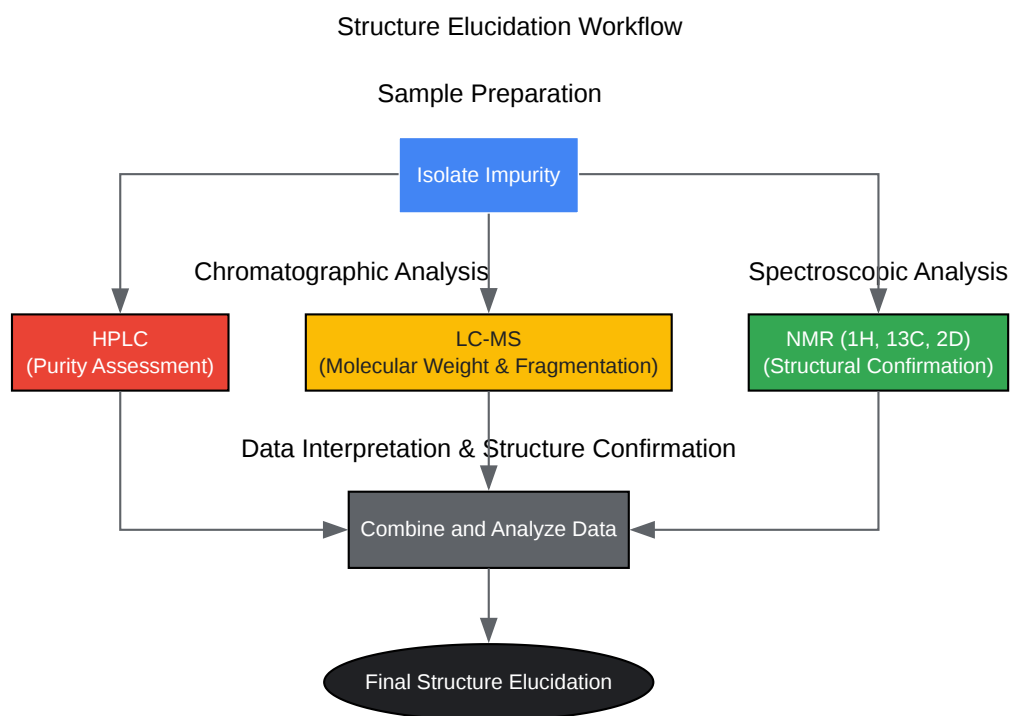 Structure Elucidation Workflow
Sample Preparation
Isolate Impurity
Chromatographic Analysis
Spectroscopic Analysis
HPLC
(Purity Assessment)
LC-MS
(Molecular Weight & Fragmentation)
NMR (1H, 13C, 2D)
(Structural Confirmation)
Data Interpretation & Structure Confirmation
Combine and Analyze Data
Final Structure Elucidation